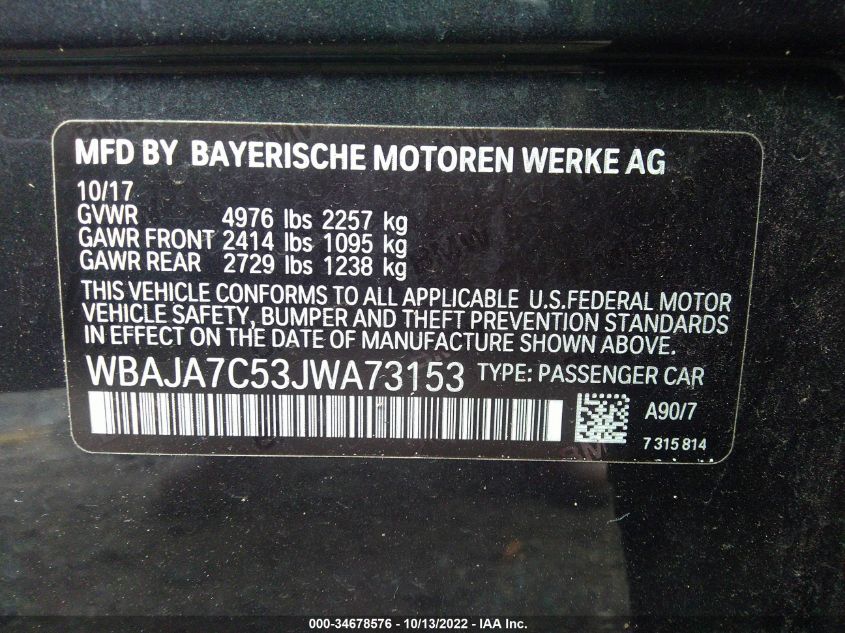 MFD BY BAYERISCHE MOTOREN WERKE AG
10/17
GVWR 4976 lbs 2257 kg
GAWR FRONT 2414 lbs 1095 kg
GAWR REAR 2729 lbs 1238 kg
THIS VEHICLE CONFORMS TO ALL APPLICABLE U.S.FEDERAL MOTOR
VEHICLE SAFETY, BUMPER AND THEFT PREVENTION STANDARDS
IN EFFECT ON THE DATE OF MANUFACTURE SHOWN ABOVE.
WBAJA7C53JWA73153 TYPE: PASSENGER CAR
A90/7
7 315 814
000-34678576 - 10/13/2022 - IAA Inc.